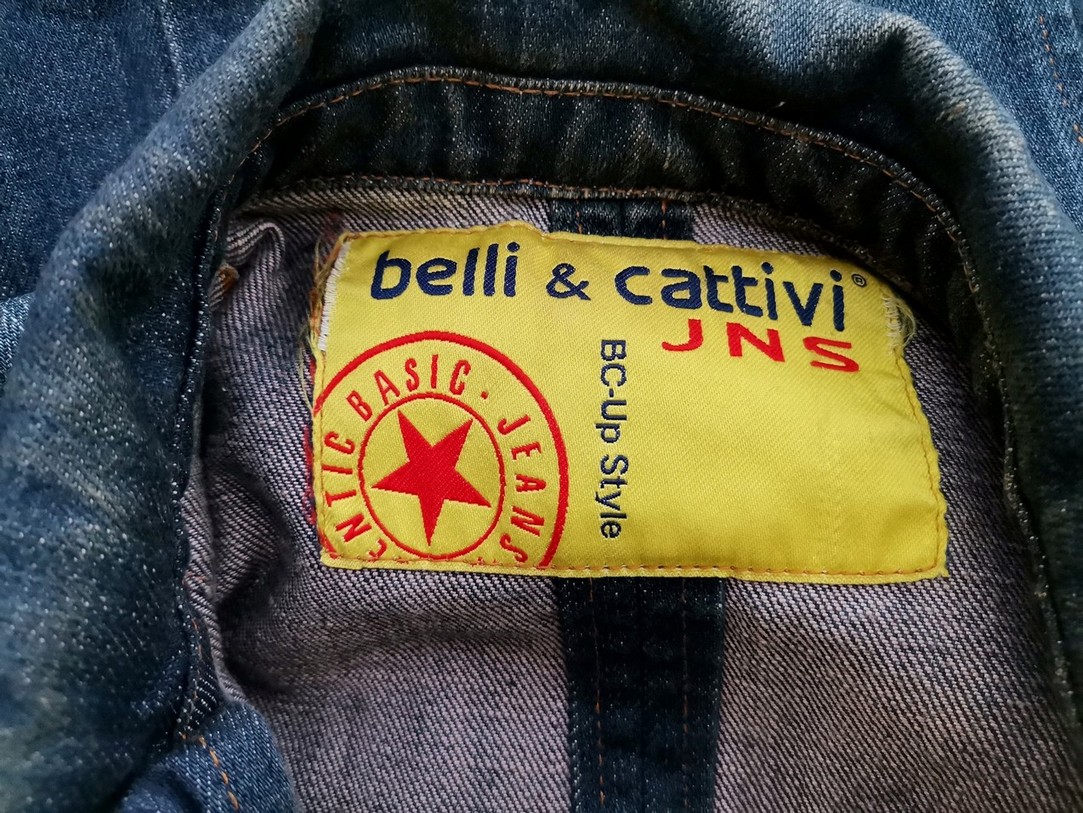 belli & cattivi®
JNS
BC-Up Style
NTIC BASIC. JEANS